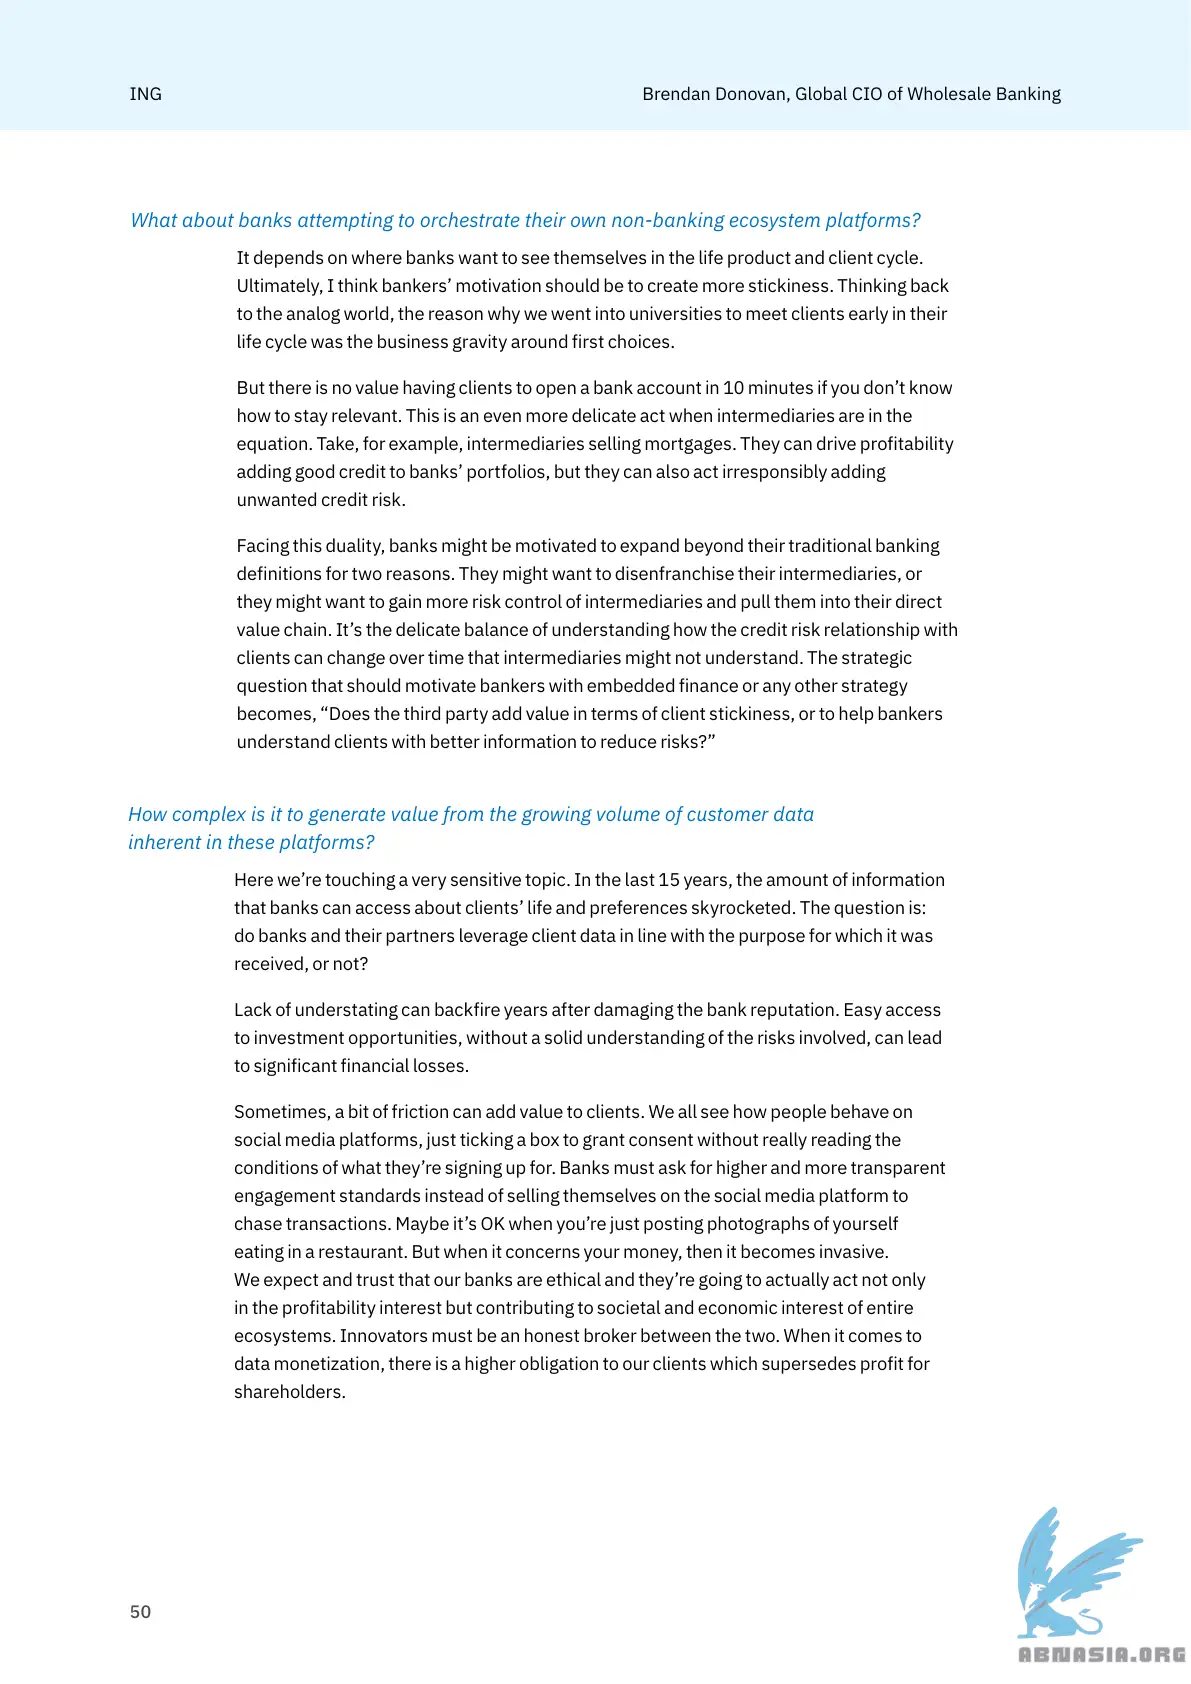 ING
Brendan Donovan, Global CIO of Wholesale Banking
What about banks attempting to orchestrate their own non-banking ecosystem platforms?
It depends on where banks want to see themselves in the life product and client cycle.
Ultimately, I think bankers’ motivation should be to create more stickiness. Thinking back
to the analog world, the reason why we went into universities to meet clients early in their
life cycle was the business gravity around first choices.
But there is no value having clients to open a bank account in 10 minutes if you don’t know
how to stay relevant. This is an even more delicate act when intermediaries are in the
equation. Take, for example, intermediaries selling mortgages. They can drive profitability
adding good credit to banks’ portfolios, but they can also act irresponsibly adding
unwanted credit risk.
Facing this duality, banks might be motivated to expand beyond their traditional banking
definitions for two reasons. They might want to disenfranchise their intermediaries, or
they might want to gain more risk control of intermediaries and pull them into their direct
value chain. It’s the delicate balance of understanding how the credit risk relationship with
clients can change over time that intermediaries might not understand. The strategic
question that should motivate bankers with embedded finance or any other strategy
becomes, “Does the third party add value in terms of client stickiness, or to help bankers
understand clients with better information to reduce risks?”
How complex is it to generate value from the growing volume of customer data
inherent in these platforms?
Here we’re touching a very sensitive topic. In the last 15 years, the amount of information
that banks can access about clients’ life and preferences skyrocketed. The question is:
do banks and their partners leverage client data in line with the purpose for which it was
received, or not?
Lack of understating can backfire years after damaging the bank reputation. Easy access
to investment opportunities, without a solid understanding of the risks involved, can lead
to significant financial losses.
Sometimes, a bit of friction can add value to clients. We all see how people behave on
social media platforms, just ticking a box to grant consent without really reading the
conditions of what they’re signing up for. Banks must ask for higher and more transparent
engagement standards instead of selling themselves on the social media platform to
chase transactions. Maybe it’s OK when you’re just posting photographs of yourself
eating in a restaurant. But when it concerns your money, then it becomes invasive.
We expect and trust that our banks are ethical and they’re going to actually act not only
in the profitability interest but contributing to societal and economic interest of entire
ecosystems. Innovators must be an honest broker between the two. When it comes to
data monetization, there is a higher obligation to our clients which supersedes profit for
shareholders.
50
ABNASIA.ORG